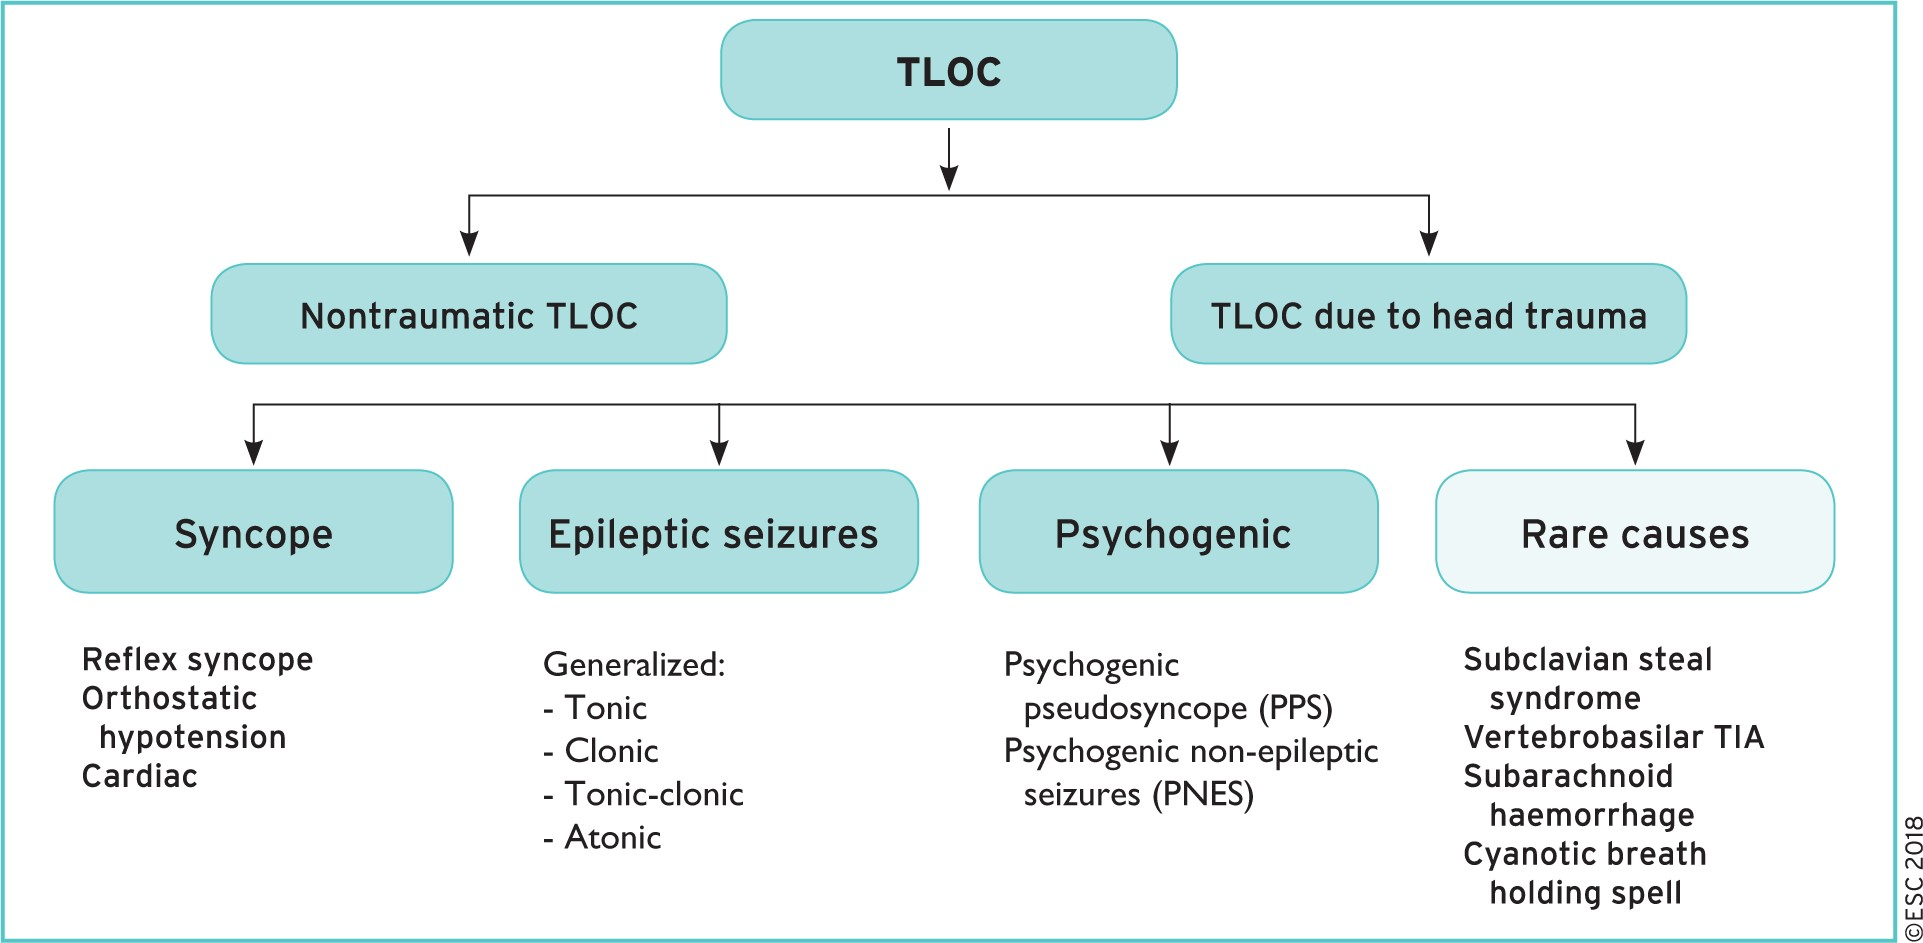 TLOC
Nontraumatic TLOC
TLOC due to head trauma
Syncope
Epileptic seizures
Psychogenic
Rare causes
Reflex syncope
Orthostatic
hypotension
Cardiac
Generalized:
- Tonic
- Clonic
- Tonic-clonic
- Atonic
Psychogenic
pseudosyncope (PPS)
Psychogenic non-epileptic
seizures (PNES)
Subclavian steal
syndrome
Vertebrobasilar TIA
Subarachnoid
haemorrhage
Cyanotic breath
holding spell
©ESC 2018